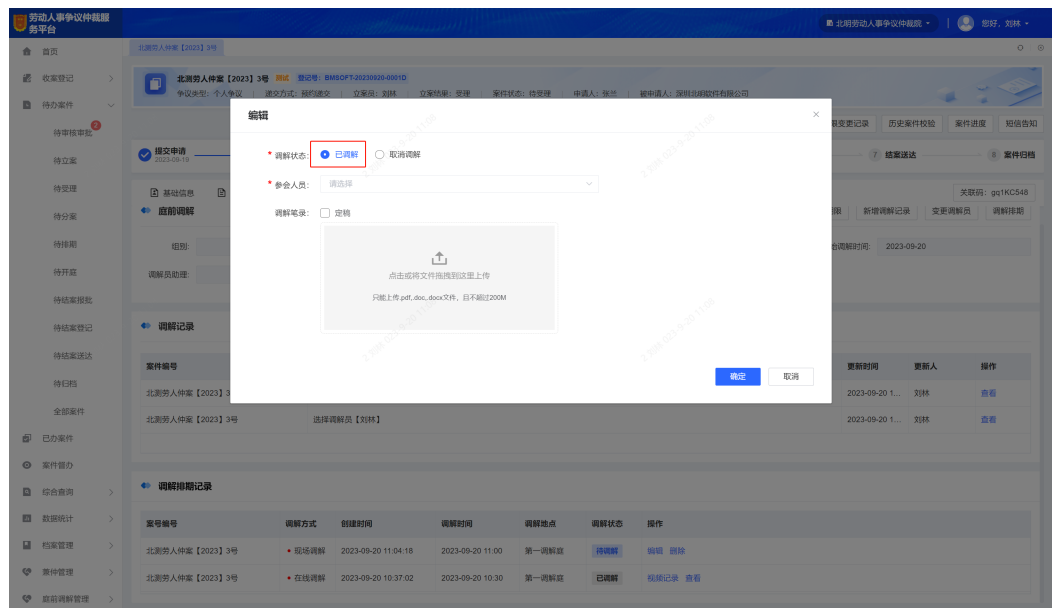 劳动人事争议仲裁服
务平台
北明劳动人事争议仲裁院
您好，刘林
首页
收案登记
待办案件
待审核审批
2
待立案
待受理
待分案
待排期
待开庭
待结案报批
待结案登记
待结案送达
待归档
全部案件
已办案件
案件督办
综合查询
数据统计
档案管理
兼仲管理
庭前调解管理
北测劳人仲案【2023】3号
北测劳人仲案【2023】3号 测试 登记号：BMSOFT-20230920-0001D
争议类型：个人争议 递交方式：预约递交 立案员：刘林 立案结果：受理 案件状态：待受理 申请人：张三 被申请人：深圳北明软件有限公司
限变更记录 历史案件校验 案件进度 短信告知
提交申请
2023-09-19
7 结案送达
8 案件归档
基础信息
关联码：gq1KC548
庭前调解
限 新增调解记录 变更调解员 调解排期
组别:
始调解时间: 2023-09-20
调解员助理:
编辑
* 调解状态: 已调解 取消调解
* 参会人员: 请选择
调解笔录: 定稿
点击或将文件拖拽到这里上传
只能上传.pdf,.doc,.docx文件，且不超过200M
确定 取消
调解记录
案件编号 更新时间 更新人 操作
北测劳人仲案【2023】3 2023-09-20 1... 刘林 查看
北测劳人仲案【2023】3号 选择调解员【刘林】 2023-09-20 1... 刘林 查看
调解排期记录
案号编号 调解方式 创建时间 调解时间 调解地点 调解状态 操作
北测劳人仲案【2023】3号 现场调解 2023-09-20 11:04:18 2023-09-20 11:00 第一调解庭 待调解 编辑 删除
北测劳人仲案【2023】3号 在线调解 2023-09-20 10:37:02 2023-09-20 10:30 第一调解庭 已调解 视频记录 查看